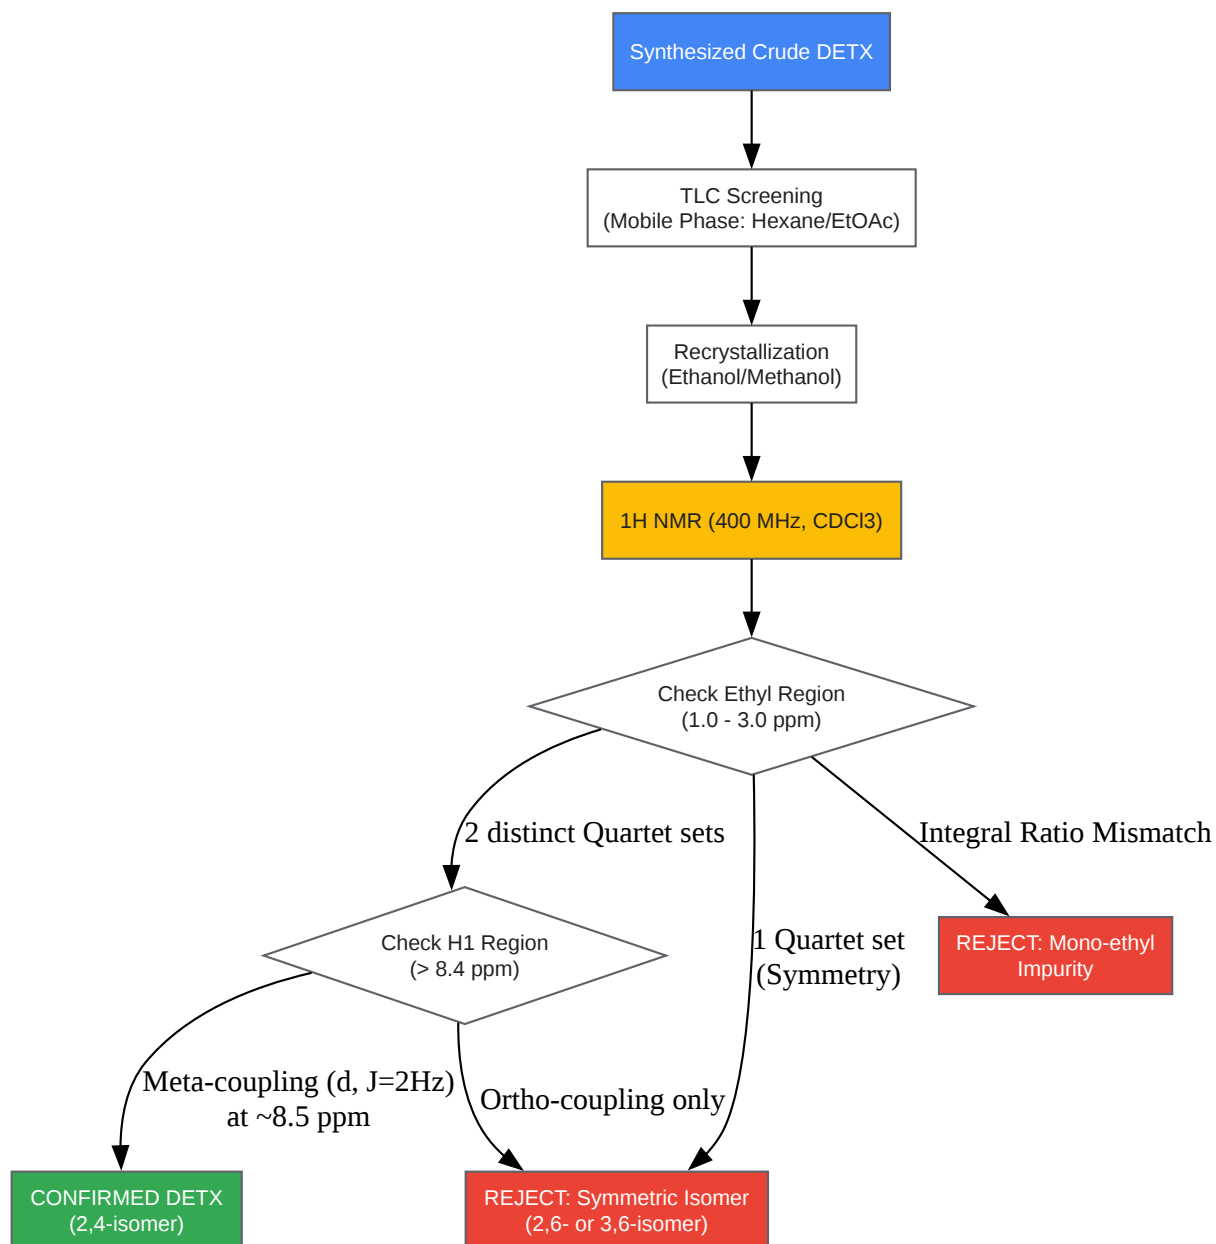 Synthesized Crude DETX
TLC Screening
(Mobile Phase: Hexane/EtOAc)
Recrystallization
(Ethanol/Methanol)
1H NMR (400 MHz, CDCl3)
Check Ethyl Region
(1.0 - 3.0 ppm)
2 distinct Quartet sets
Integral Ratio Mismatch
1 Quartet set
(Symmetry)
REJECT: Mono-ethyl
Impurity
Check H1 Region
(> 8.4 ppm)
Meta-coupling (d, J=2Hz)
at ~8.5 ppm
Ortho-coupling only
CONFIRMED DETX
(2,4-isomer)
REJECT: Symmetric Isomer
(2,6- or 3,6-isomer)